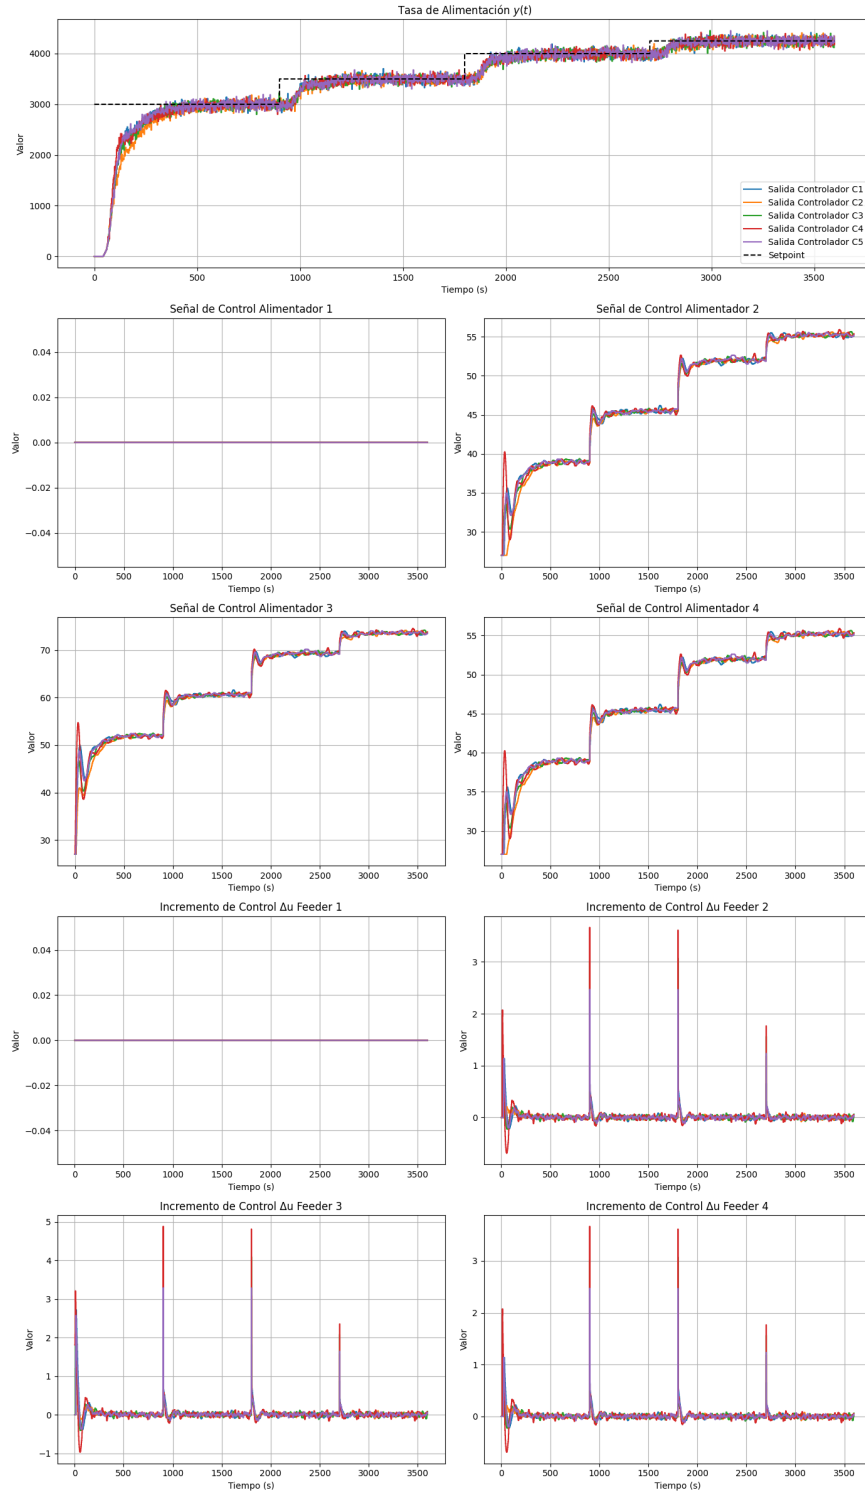 Tasa de Alimentación y(t)
4000
3000
2000
1000
0
Valor
Salida Controlador C1
Salida Controlador C2
Salida Controlador C3
Salida Controlador C4
Salida Controlador C5
Setpoint
0 500 1000 1500 2000 2500 3000 3500
Tiempo (s)
Señal de Control Alimentador 1
0.04
0.02
0.00
−0.02
−0.04
Valor
0 500 1000 1500 2000 2500 3000 3500
Tiempo (s)
Señal de Control Alimentador 2
55
50
45
40
35
30
Valor
0 500 1000 1500 2000 2500 3000 3500
Tiempo (s)
Señal de Control Alimentador 3
70
60
50
40
30
Valor
0 500 1000 1500 2000 2500 3000 3500
Tiempo (s)
Señal de Control Alimentador 4
55
50
45
40
35
30
Valor
0 500 1000 1500 2000 2500 3000 3500
Tiempo (s)
Incremento de Control Δu Feeder 1
0.04
0.02
0.00
−0.02
−0.04
Valor
0 500 1000 1500 2000 2500 3000 3500
Tiempo (s)
Incremento de Control Δu Feeder 2
3
2
1
0
Valor
0 500 1000 1500 2000 2500 3000 3500
Tiempo (s)
Incremento de Control Δu Feeder 3
5
4
3
2
1
0
−1
Valor
0 500 1000 1500 2000 2500 3000 3500
Tiempo (s)
Incremento de Control Δu Feeder 4
3
2
1
0
Valor
0 500 1000 1500 2000 2500 3000 3500
Tiempo (s)